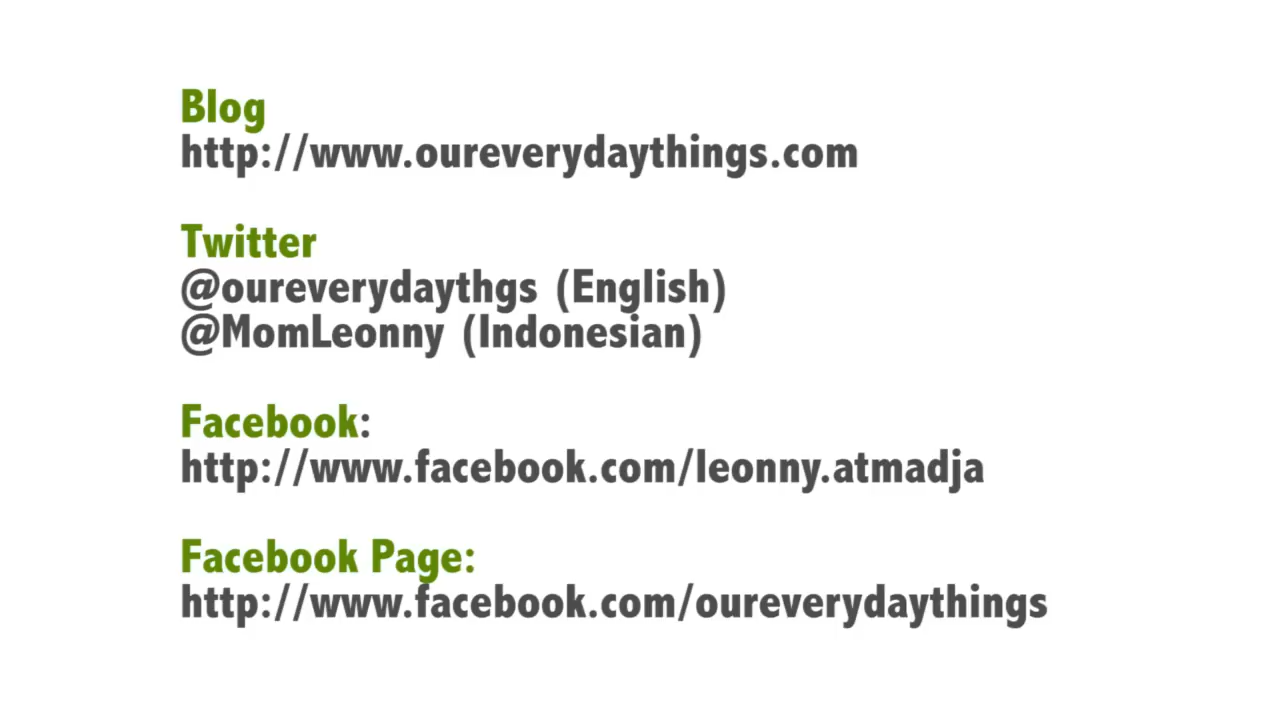 Blog
http://www.oureverydaythings.com
Twitter
@oureverydaythgs (English)
@MomLeonny (Indonesian)
Facebook:
http://www.facebook.com/leonny.atmadja
Facebook Page:
http://www.facebook.com/oureverydaythings